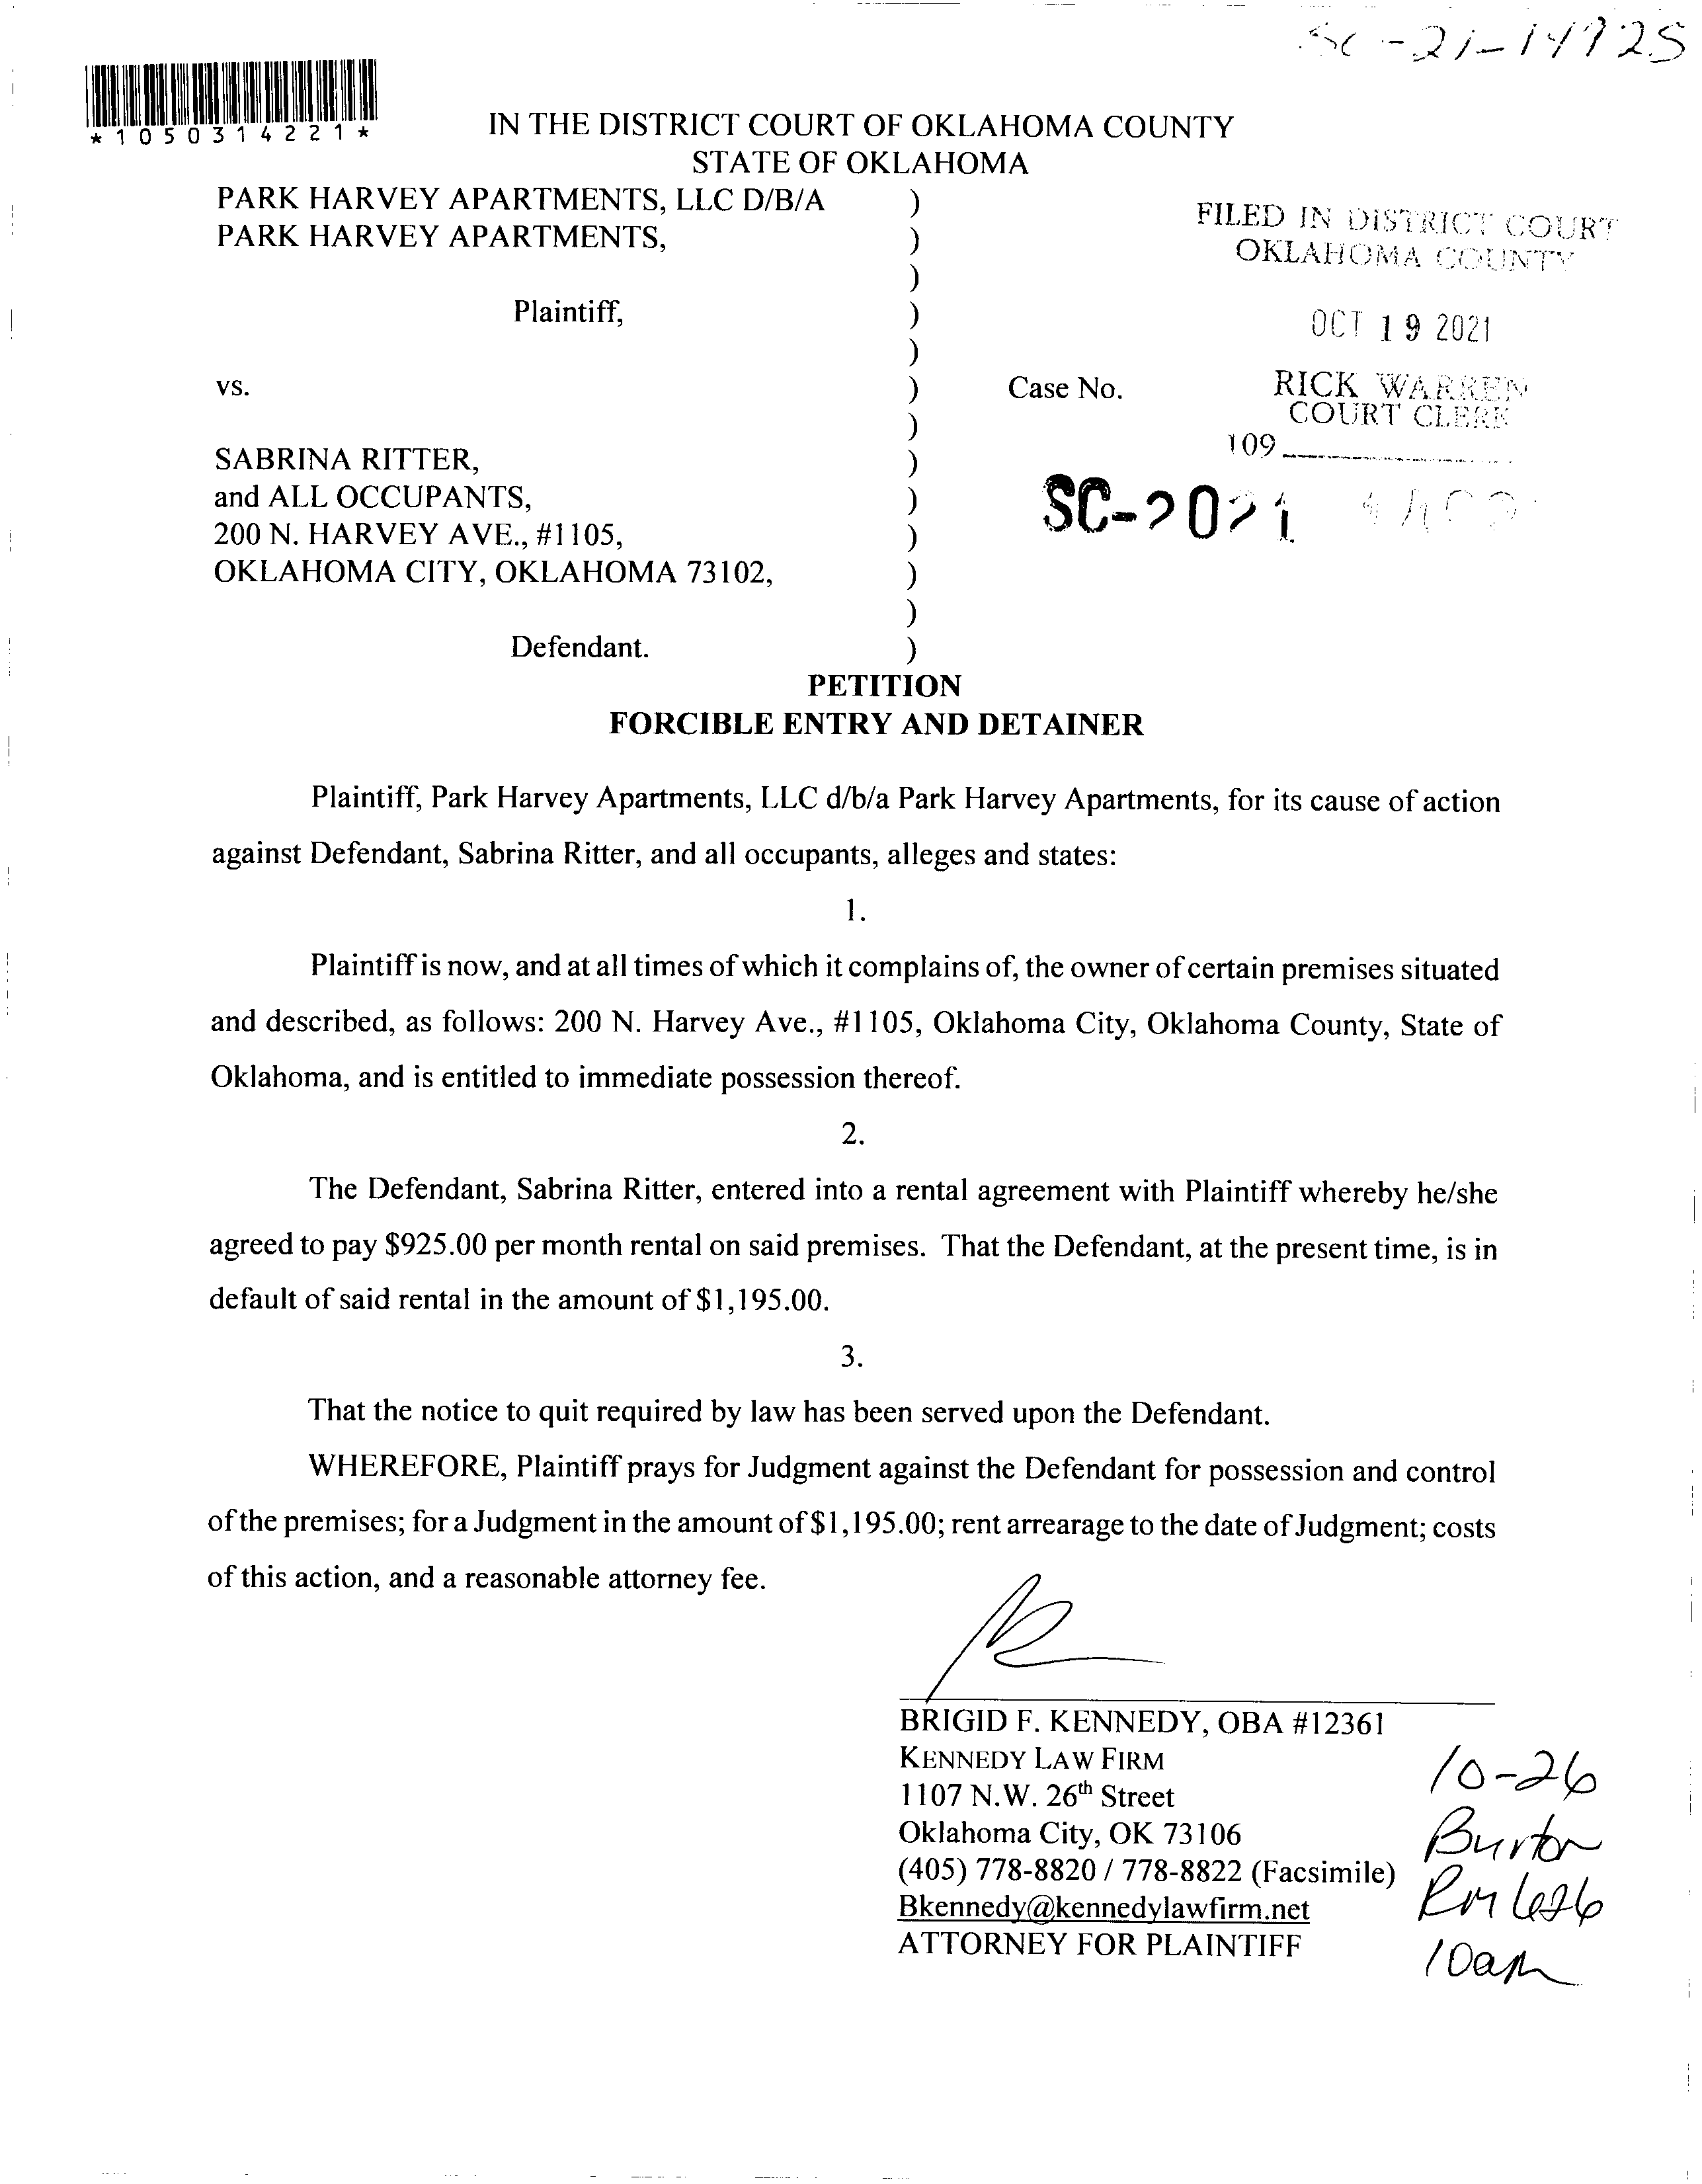 SC-21-14925
*1050314221*
IN THE DISTRICT COURT OF OKLAHOMA COUNTY
STATE OF OKLAHOMA
PARK HARVEY APARTMENTS, LLC D/B/A )
PARK HARVEY APARTMENTS, )
)
Plaintiff, )
)
vs. )
)
SABRINA RITTER, )
and ALL OCCUPANTS, )
200 N. HARVEY AVE., #1105, )
OKLAHOMA CITY, OKLAHOMA 73102, )
)
Defendant. )
FILED IN DISTRICT COURT
OKLAHOMA COUNTY
OCT 19 2021
Case No.
RICK WARREN
COURT CLERK
109
SC-2021
PETITION
FORCIBLE ENTRY AND DETAINER
Plaintiff, Park Harvey Apartments, LLC d/b/a Park Harvey Apartments, for its cause of action
against Defendant, Sabrina Ritter, and all occupants, alleges and states:
1.
Plaintiff is now, and at all times of which it complains of, the owner of certain premises situated
and described, as follows: 200 N. Harvey Ave., #1105, Oklahoma City, Oklahoma County, State of
Oklahoma, and is entitled to immediate possession thereof.
2.
The Defendant, Sabrina Ritter, entered into a rental agreement with Plaintiff whereby he/she
agreed to pay $925.00 per month rental on said premises. That the Defendant, at the present time, is in
default of said rental in the amount of $1,195.00.
3.
That the notice to quit required by law has been served upon the Defendant.
WHEREFORE, Plaintiff prays for Judgment against the Defendant for possession and control
of the premises; for a Judgment in the amount of $1,195.00; rent arrearage to the date of Judgment; costs
of this action, and a reasonable attorney fee.
BRIGID F. KENNEDY, OBA #12361
KENNEDY LAW FIRM
1107 N.W. 26th Street
Oklahoma City, OK 73106
(405) 778-8820 / 778-8822 (Facsimile)
Bkennedy@kennedylawfirm.net
ATTORNEY FOR PLAINTIFF
10-26
Burton
Rm
10am